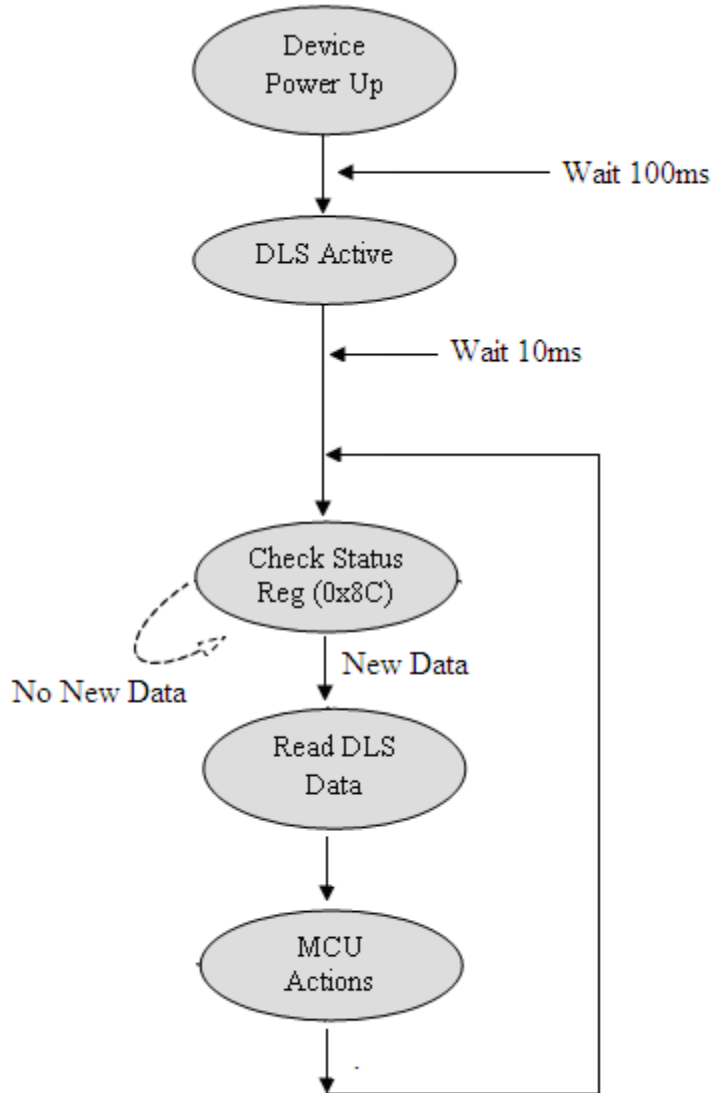 Device
Power Up
Wait 100ms
DLS Active
Wait 10ms
Check Status
Reg (0x8C)
New Data
No New Data
Read DLS
Data
MCU
Actions